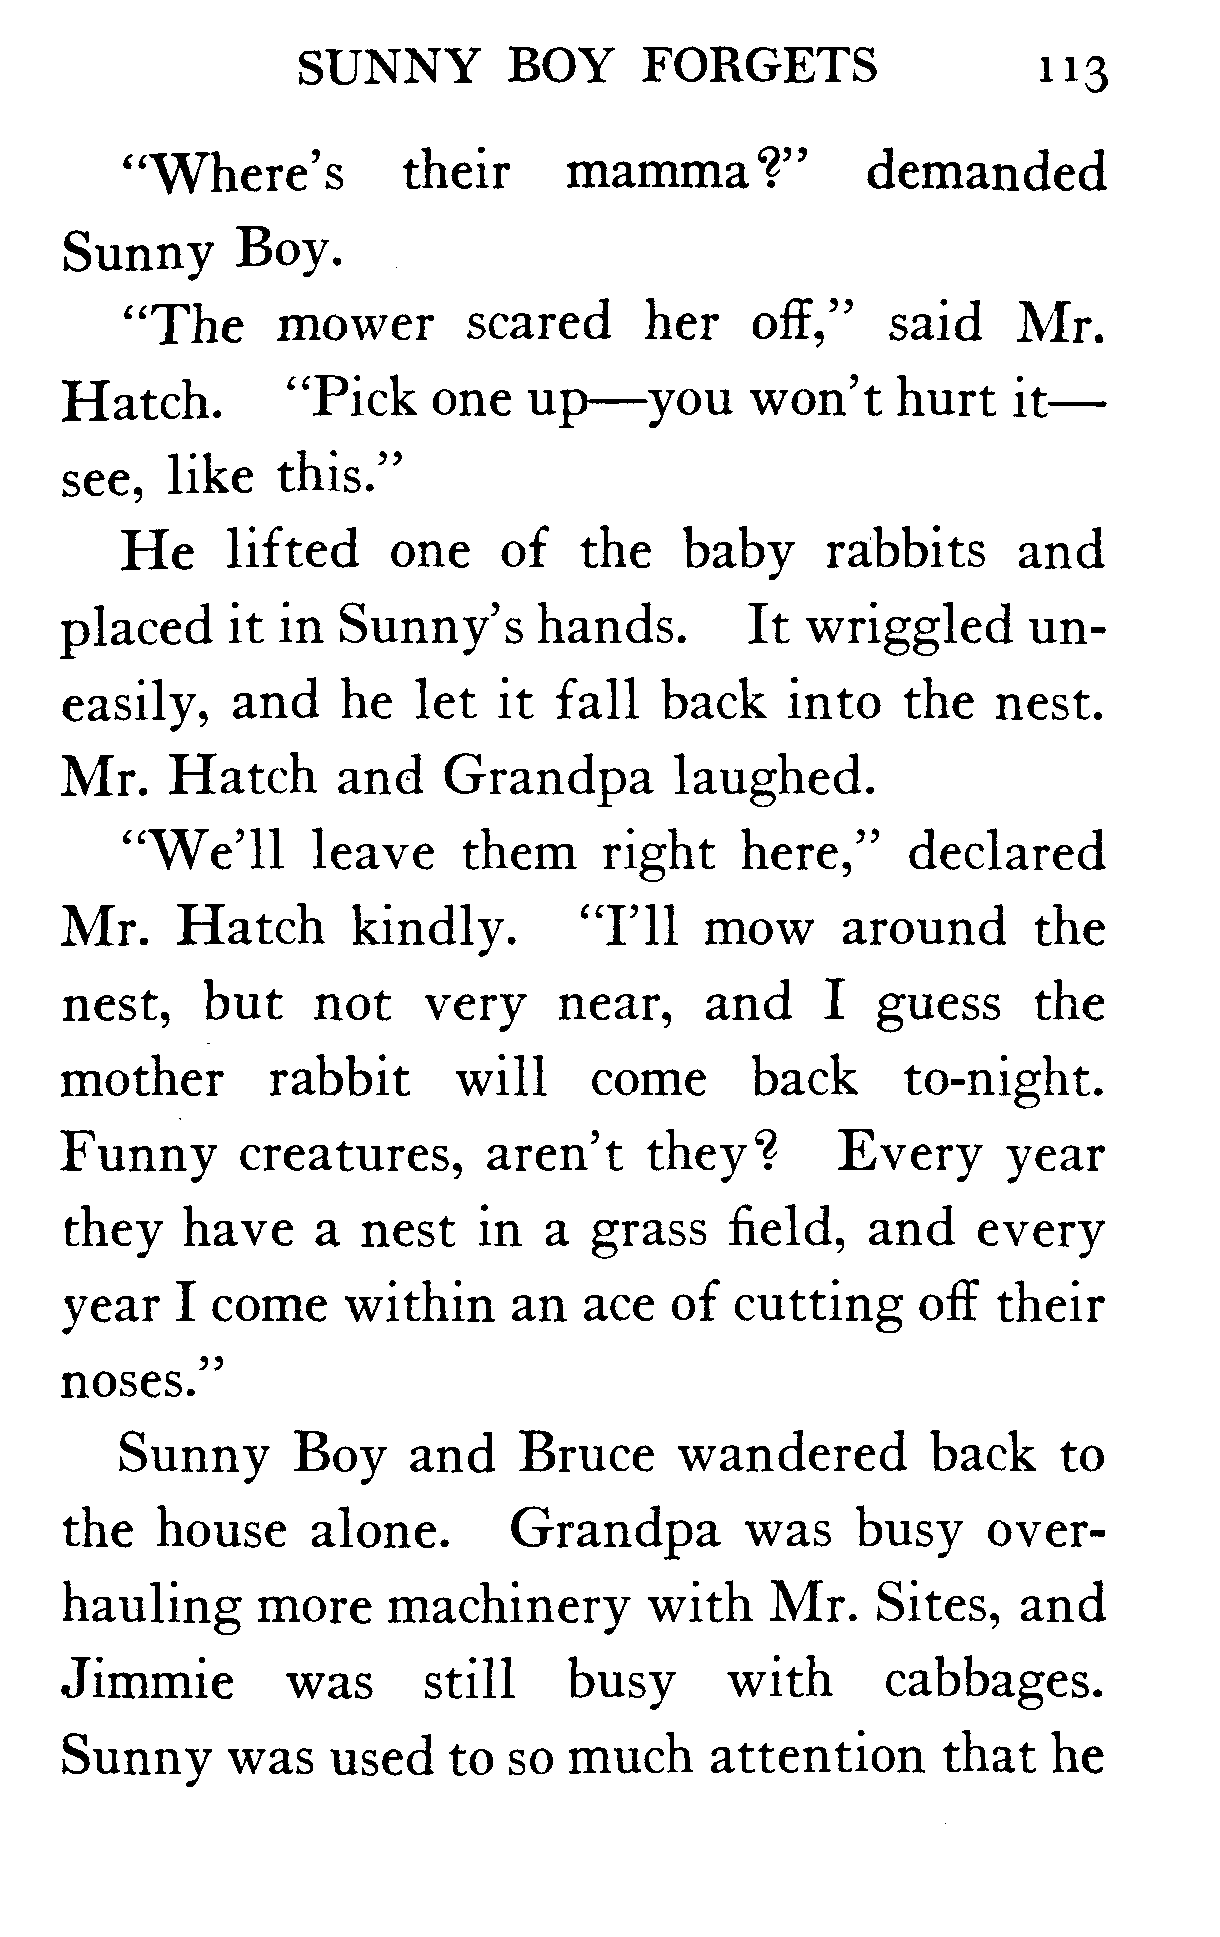 SUNNY BOY FORGETS 113
“Where’s their mamma?” demanded
Sunny Boy.
“The mower scared her off,” said Mr.
Hatch. “Pick one up—you won’t hurt it—
see, like this.”
He lifted one of the baby rabbits and
placed it in Sunny’s hands. It wriggled un-
easily, and he let it fall back into the nest.
Mr. Hatch and Grandpa laughed.
“We’ll leave them right here,” declared
Mr. Hatch kindly. “I’ll mow around the
nest, but not very near, and I guess the
mother rabbit will come back to-night.
Funny creatures, aren’t they? Every year
they have a nest in a grass field, and every
year I come within an ace of cutting off their
noses.”
Sunny Boy and Bruce wandered back to
the house alone. Grandpa was busy over-
hauling more machinery with Mr. Sites, and
Jimmie was still busy with cabbages.
Sunny was used to so much attention that he